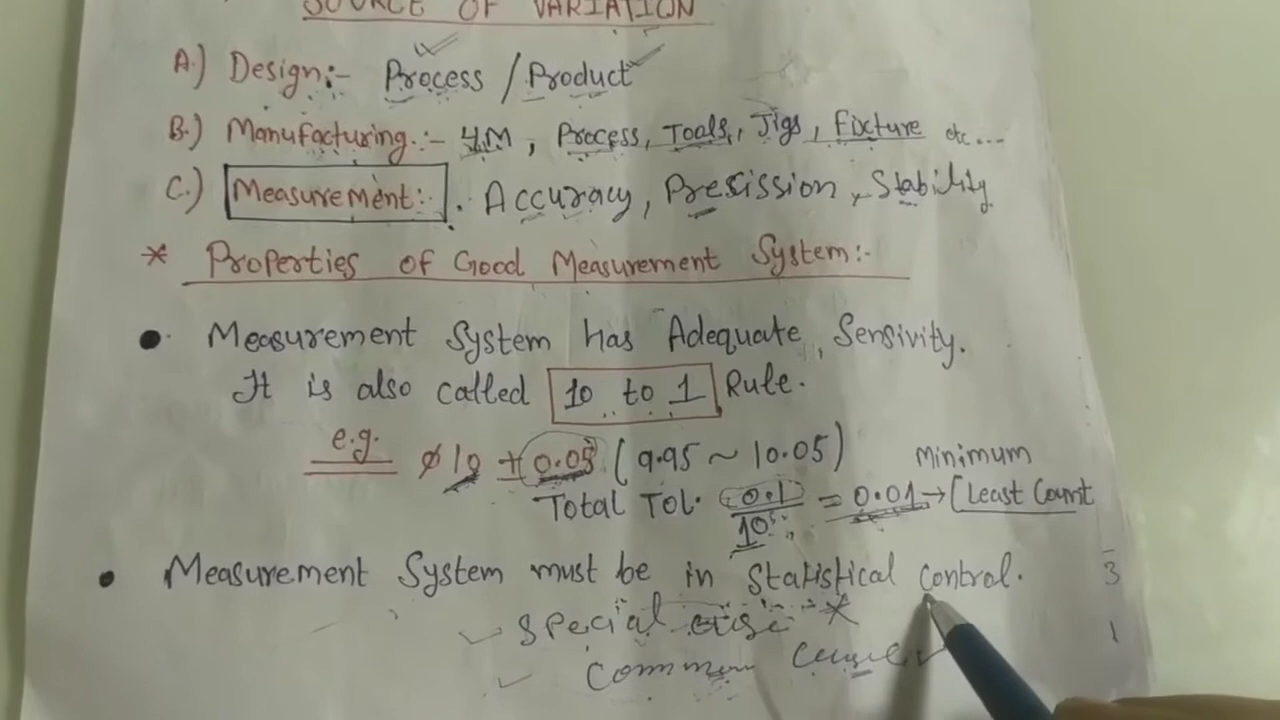 SOURCE OF VARIATION
A.) Design:- Process / Product
B.) Manufacturing:- 4M, Process, Tools, Jigs, Fixture etc...
C.) Measurement:- Accuracy, Presission, Stability
* Properties of Good Measurement System:-
• Measurement System has Adequate, Sensivity.
It is also called 10 to 1 Rule.
e.g. ⌀ 10 ± 0.05 (9.95 ~ 10.05)
Minimum
Total Tol. 0.1/10 = 0.01 → (Least Count
• Measurement System must be in Statistical Control.
Special
Common